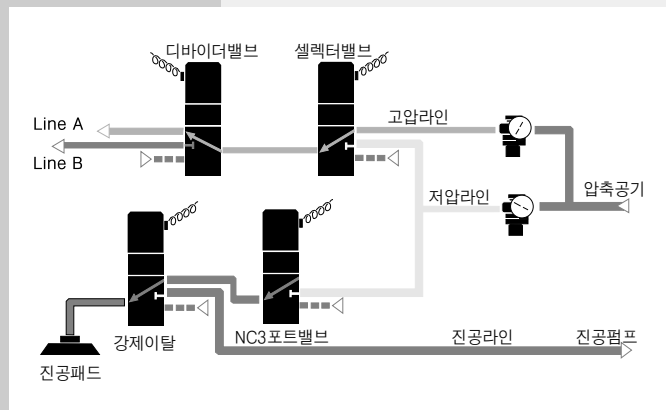 디바이더밸브
셀렉터밸브
고압라인
Line A
Line B
저압라인
압축공기
강제이탈
NC3포트밸브
진공라인
진공펌프
진공패드